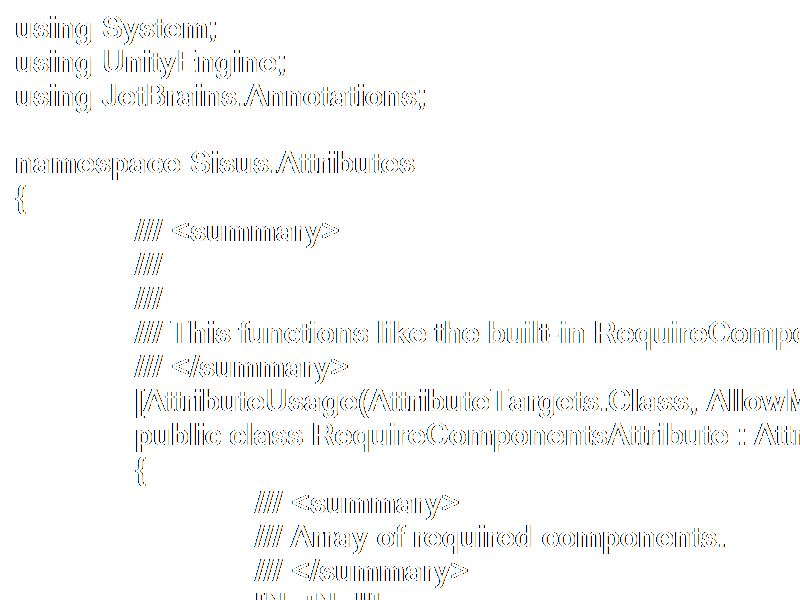 using System;
using UnityEngine;
using JetBrains.Annotations;
namespace Sisus.Attributes
{
/// <summary>
///
///
/// This functions like the built-in RequireCompo
/// </summary>
[AttributeUsage(AttributeTargets.Class, AllowM
public class RequireComponentsAttribute : Attr
{
/// <summary>
/// Array of required components.
/// </summary>